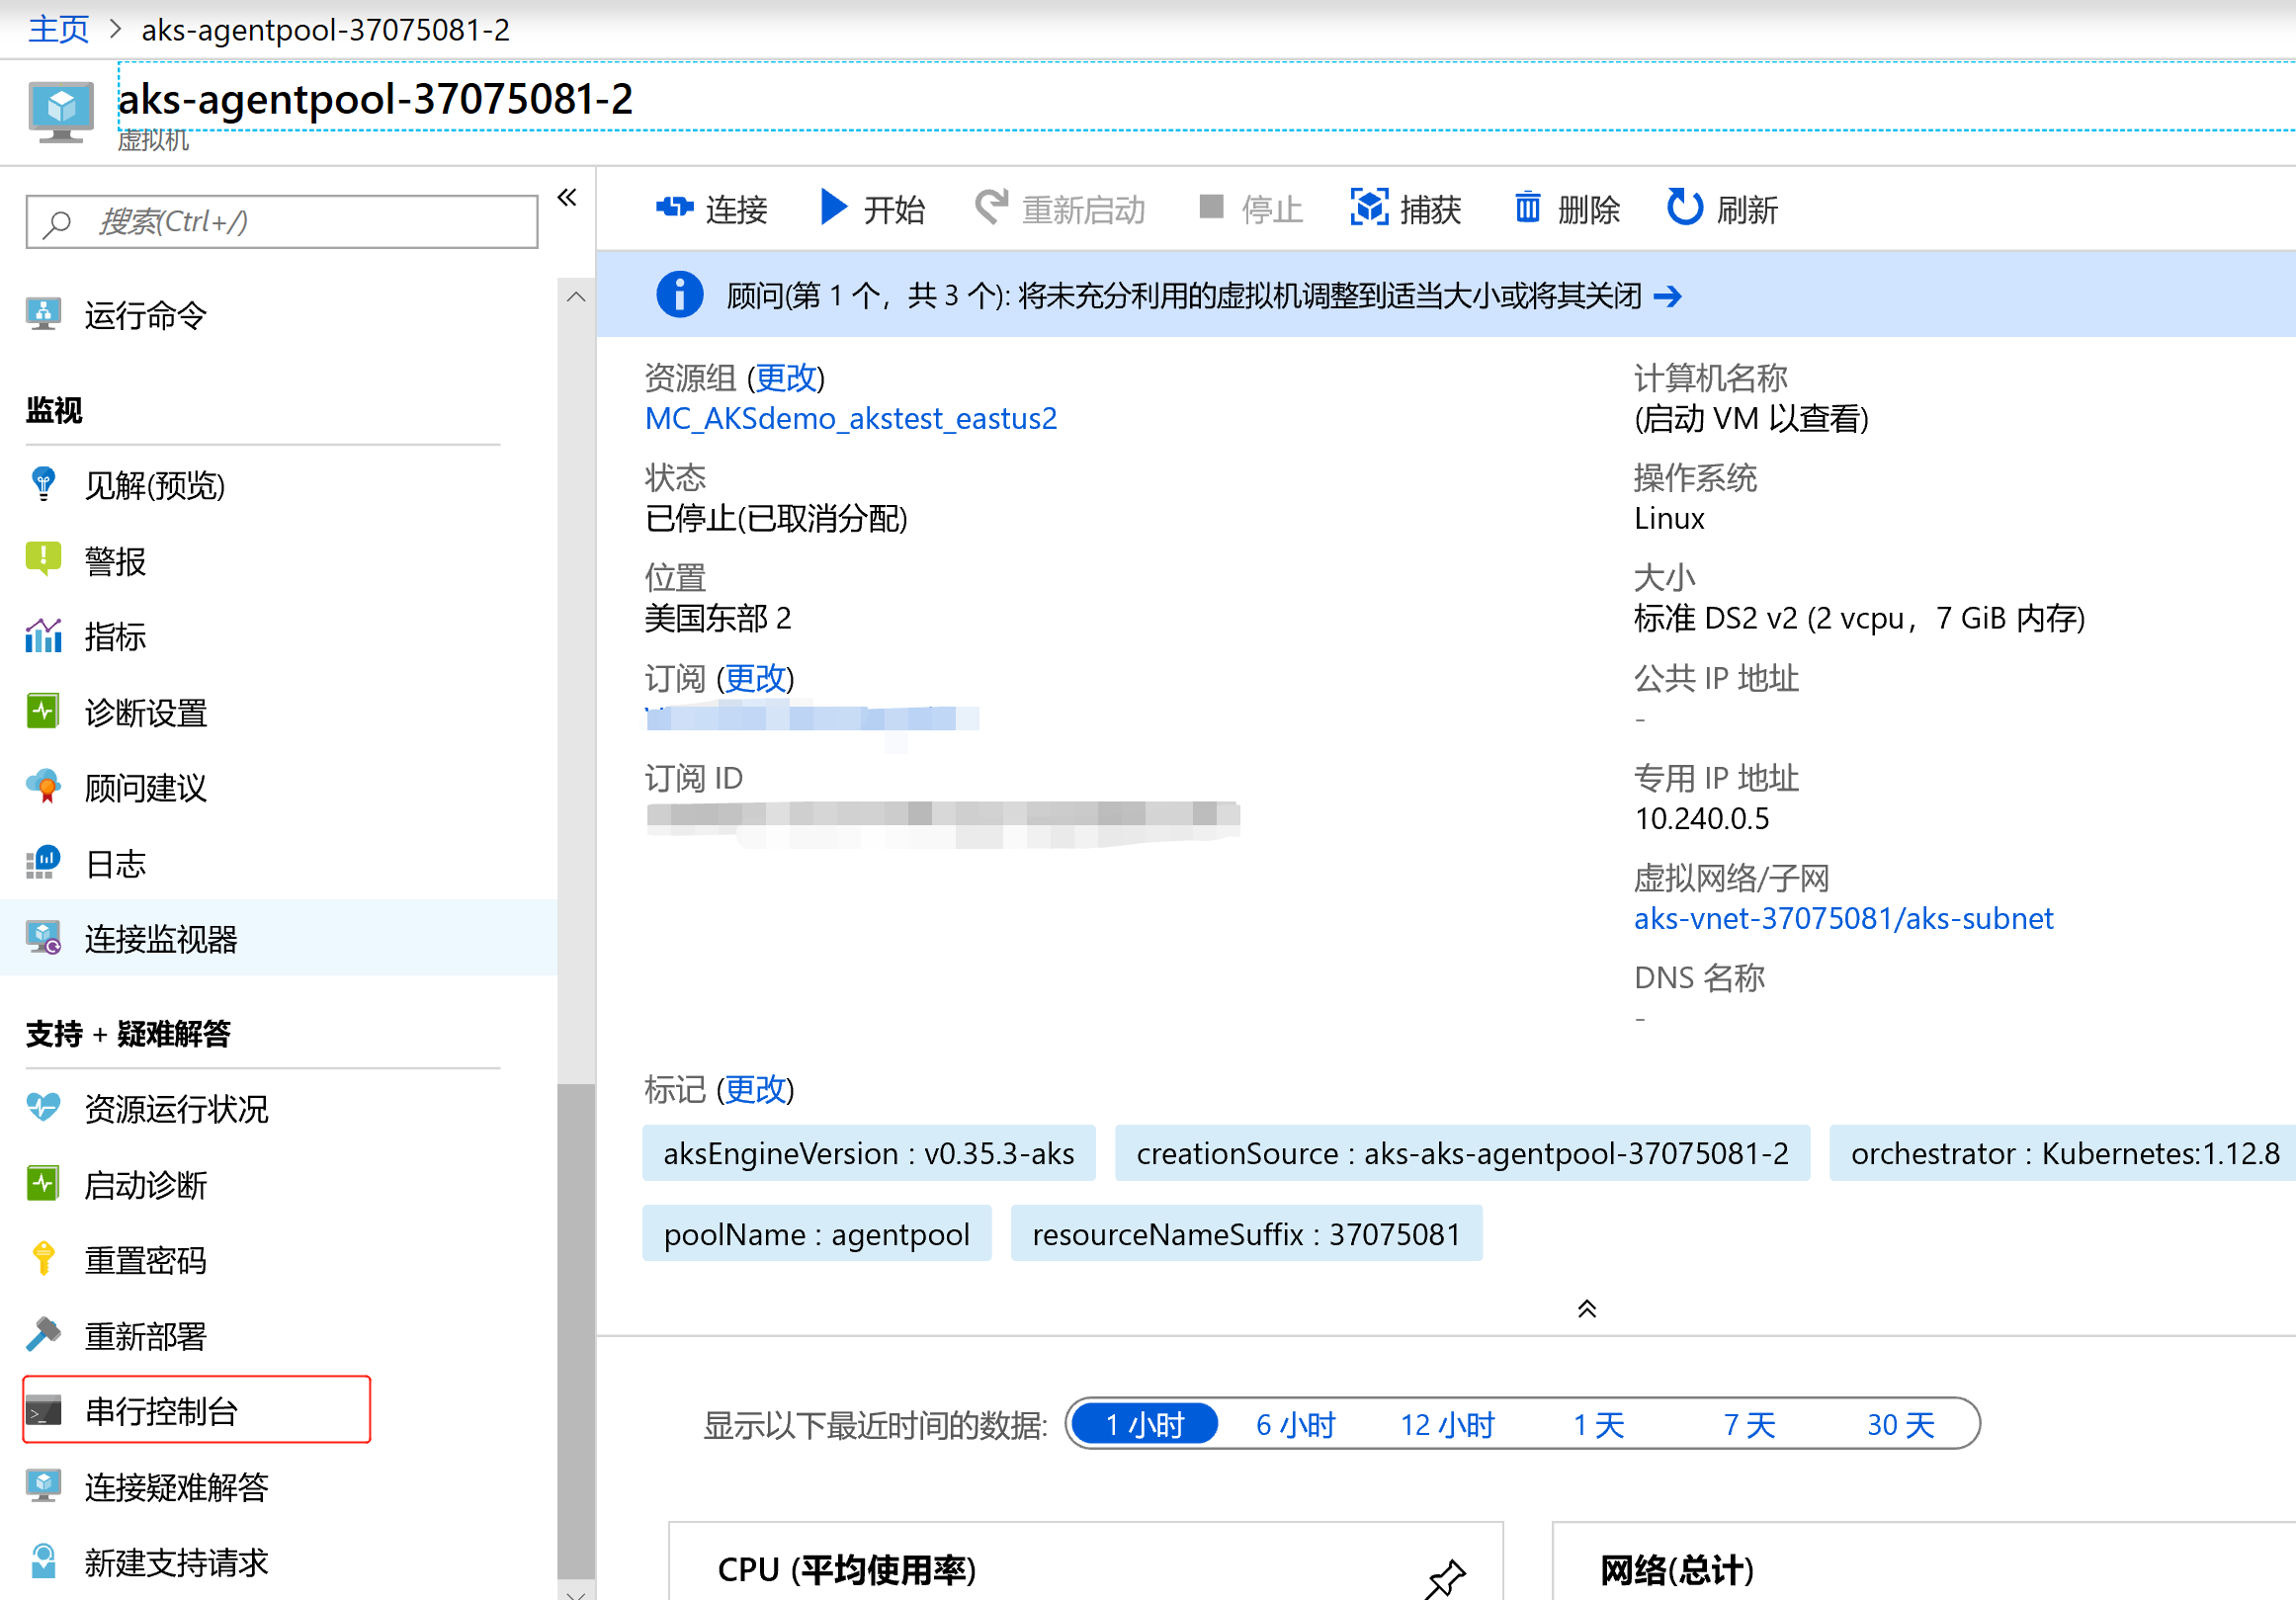 主页 > aks-agentpool-37075081-2
aks-agentpool-37075081-2
虚拟机
搜索(Ctrl+/)
运行命令
监视
见解(预览)
警报
指标
诊断设置
顾问建议
日志
连接监视器
支持 + 疑难解答
资源运行状况
启动诊断
重置密码
重新部署
串行控制台
连接疑难解答
新建支持请求
连接 开始 重新启动 停止 捕获 删除 刷新
顾问(第 1 个，共 3 个): 将未充分利用的虚拟机调整到适当大小或将其关闭 →
资源组 (更改)
MC_AKSdemo_akstest_eastus2
状态
已停止(已取消分配)
位置
美国东部 2
订阅 (更改)
订阅 ID
计算机名称
(启动 VM 以查看)
操作系统
Linux
大小
标准 DS2 v2 (2 vcpu，7 GiB 内存)
公共 IP 地址
-
专用 IP 地址
10.240.0.5
虚拟网络/子网
aks-vnet-37075081/aks-subnet
DNS 名称
-
标记 (更改)
aksEngineVersion : v0.35.3-aks creationSource : aks-aks-agentpool-37075081-2 orchestrator : Kubernetes:1.12.8
poolName : agentpool resourceNameSuffix : 37075081
显示以下最近时间的数据: 1 小时 6 小时 12 小时 1 天 7 天 30 天
CPU (平均使用率)
网络(总计)